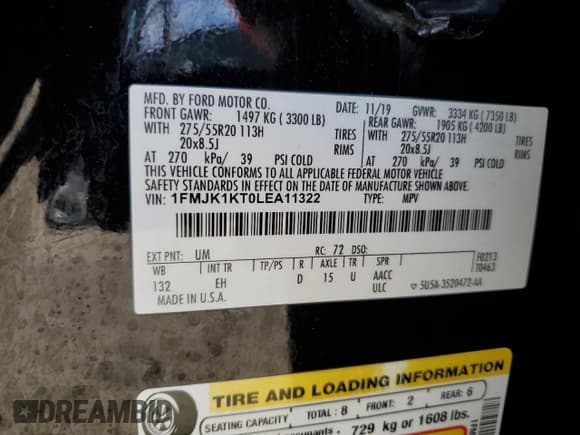 MFD. BY FORD MOTOR CO.
DATE: 11/19 GVWR: 3334 KG (7350 LB)
FRONT GAWR: 1497 KG (3300 LB) REAR GAWR: 1905 KG (4200 LB)
WITH 275/55R20 113H TIRES WITH 275/55R20 113H TIRES
20x8.5J RIMS 20x8.5J RIMS
AT 270 kPa/ 39 PSI COLD AT 270 kPa/ 39 PSI COLD
THIS VEHICLE CONFORMS TO ALL APPLICABLE FEDERAL MOTOR VEHICLE
SAFETY STANDARDS IN EFFECT ON THE DATE OF MANUFACTURE SHOWN ABOVE.
VIN: 1FMJK1KT0LEA11322 TYPE: MPV
EXT PNT: UM RC: 72 DSO: F0213
WB INT TR TP/PS R AXLE TR SPR T0463
132 EH D 15 U AACC
ULC ▽ 5U5A-3520472-AA
MADE IN U.S.A.
TIRE AND LOADING INFORMATION
SEATING CAPACITY TOTAL: 8 FRONT: 2 REAR: 6
729 kg or 1608 lbs.
DREAMBID